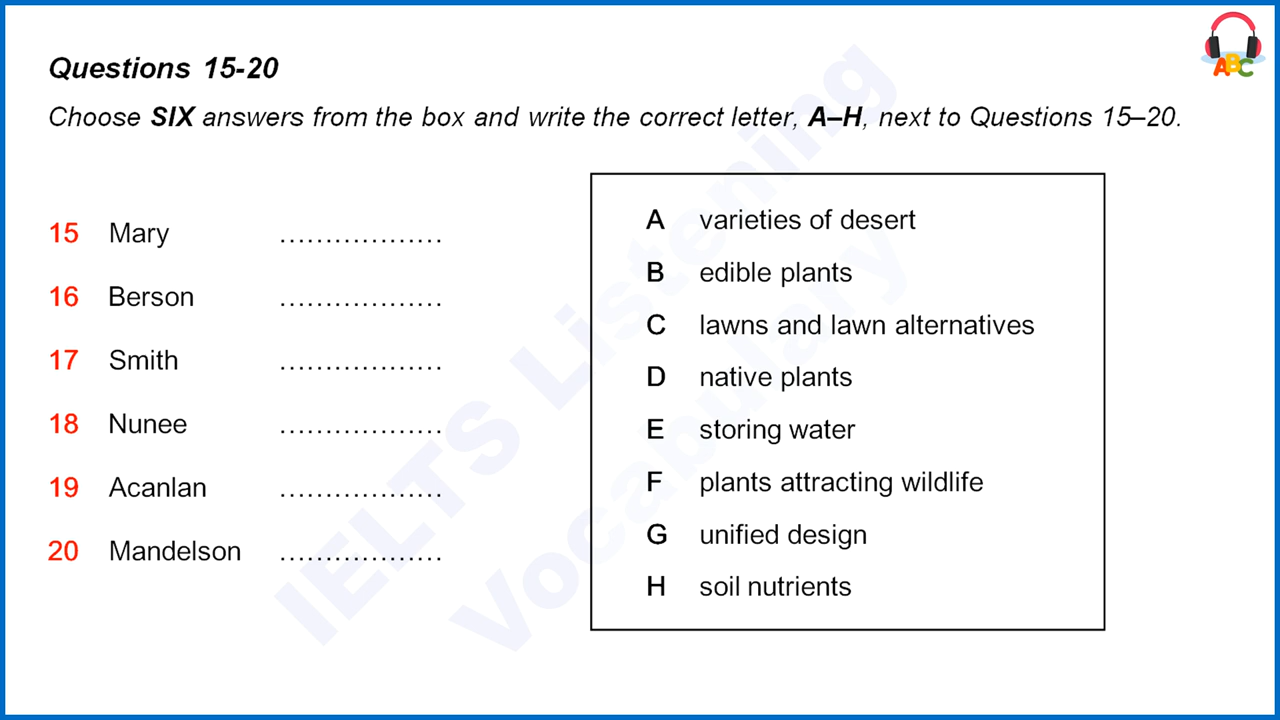 Questions 15-20
Choose SIX answers from the box and write the correct letter, A–H, next to Questions 15–20.
15 Mary ..................
16 Berson ..................
17 Smith ..................
18 Nunee ..................
19 Acanlan ..................
20 Mandelson ..................
A varieties of desert
B edible plants
C lawns and lawn alternatives
D native plants
E storing water
F plants attracting wildlife
G unified design
H soil nutrients
IELTS Listening
Vocabulary
ABC